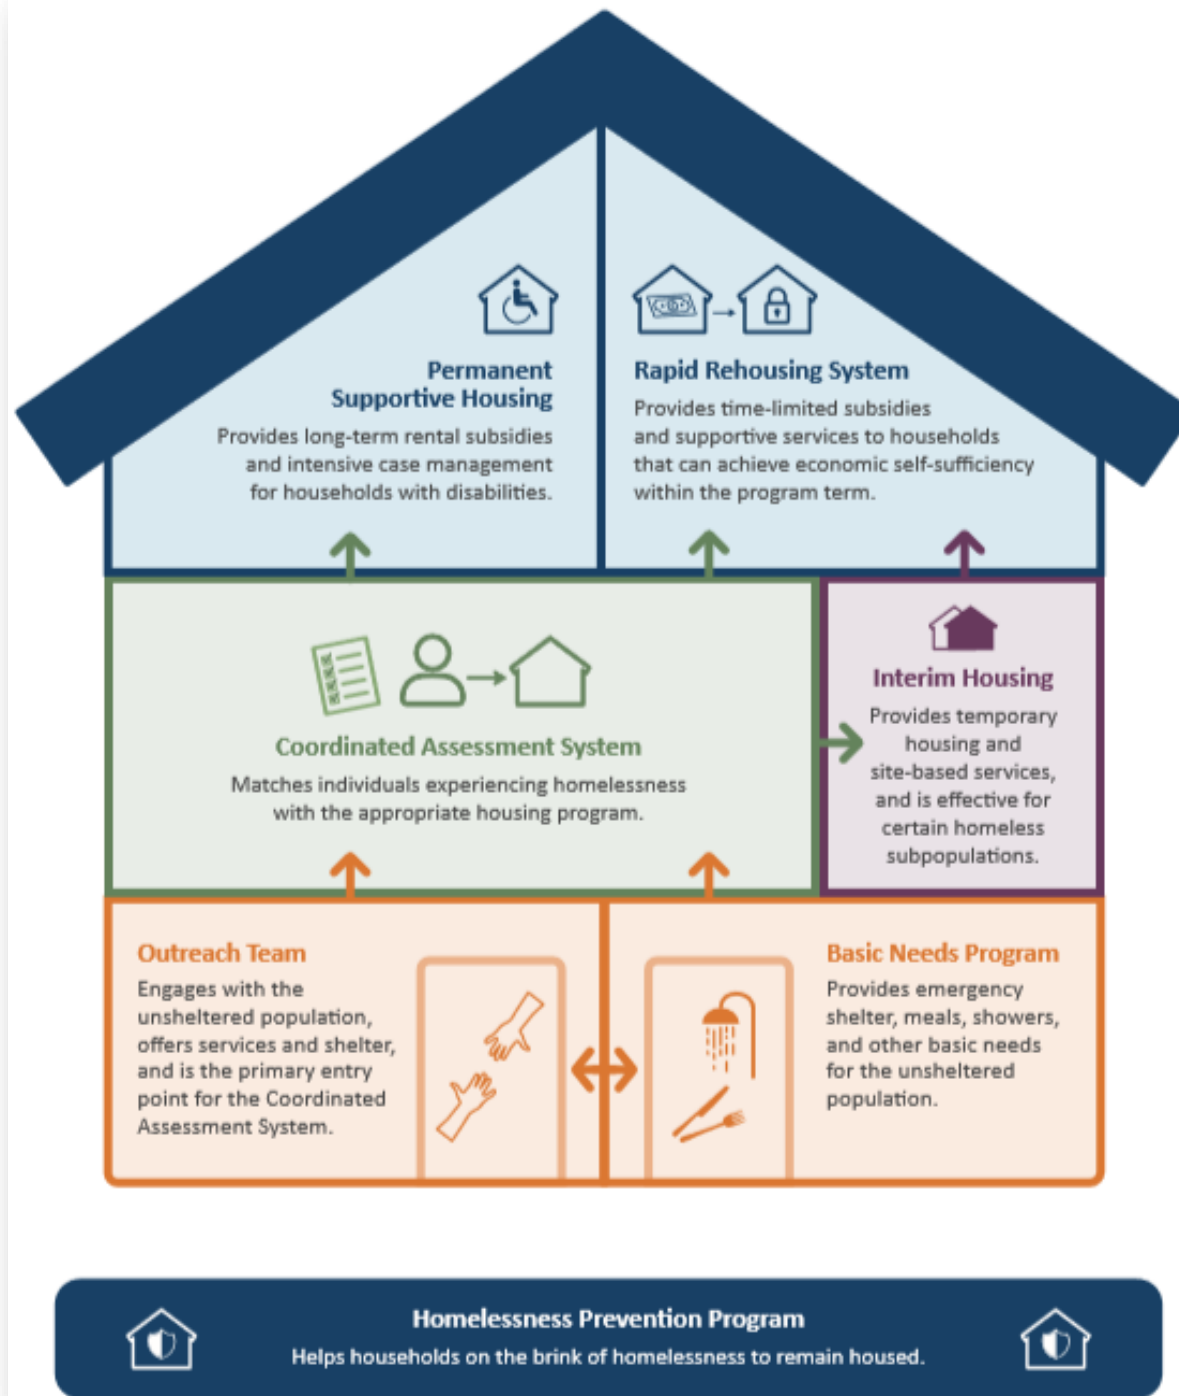 Permanent
Supportive Housing
Provides long-term rental subsidies
and intensive case management
for households with disabilities.
Rapid Rehousing System
Provides time-limited subsidies
and supportive services to households
that can achieve economic self-sufficiency
within the program term.
Coordinated Assessment System
Matches individuals experiencing homelessness
with the appropriate housing program.
Interim Housing
Provides temporary
housing and
site-based services,
and is effective for
certain homeless
subpopulations.
Outreach Team
Engages with the
unsheltered population,
offers services and shelter,
and is the primary entry
point for the Coordinated
Assessment System.
Basic Needs Program
Provides emergency
shelter, meals, showers,
and other basic needs
for the unsheltered
population.
Homelessness Prevention Program
Helps households on the brink of homelessness to remain housed.